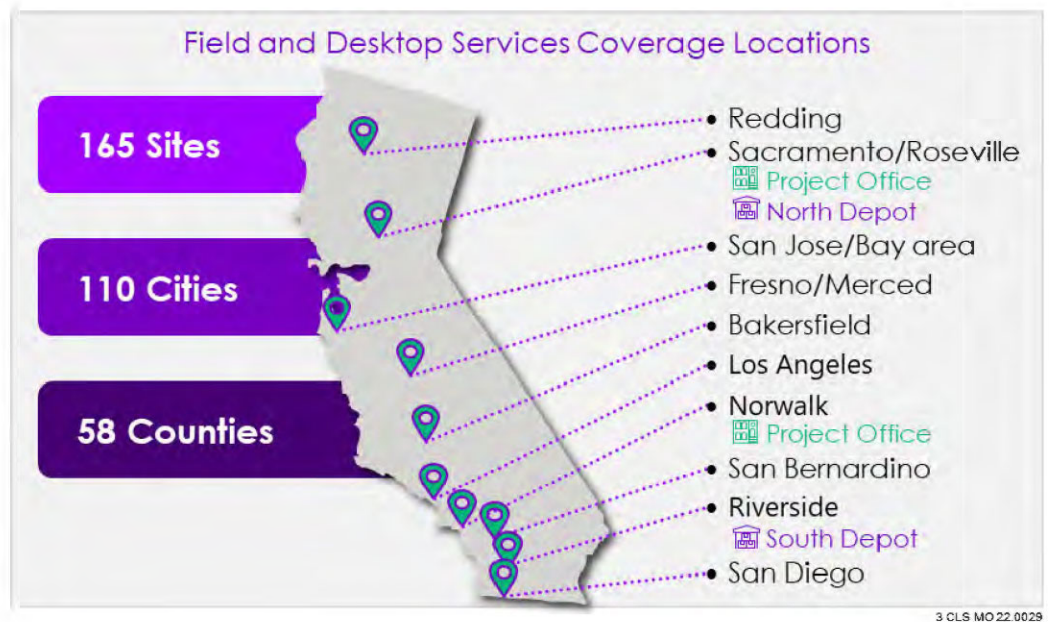 Field and Desktop Services Coverage Locations
165 Sites
110 Cities
58 Counties
• Redding
• Sacramento/Roseville
Project Office
North Depot
• San Jose/Bay area
• Fresno/Merced
• Bakersfield
• Los Angeles
• Norwalk
Project Office
• San Bernardino
• Riverside
South Depot
• San Diego
3 CLS MO 22.0029